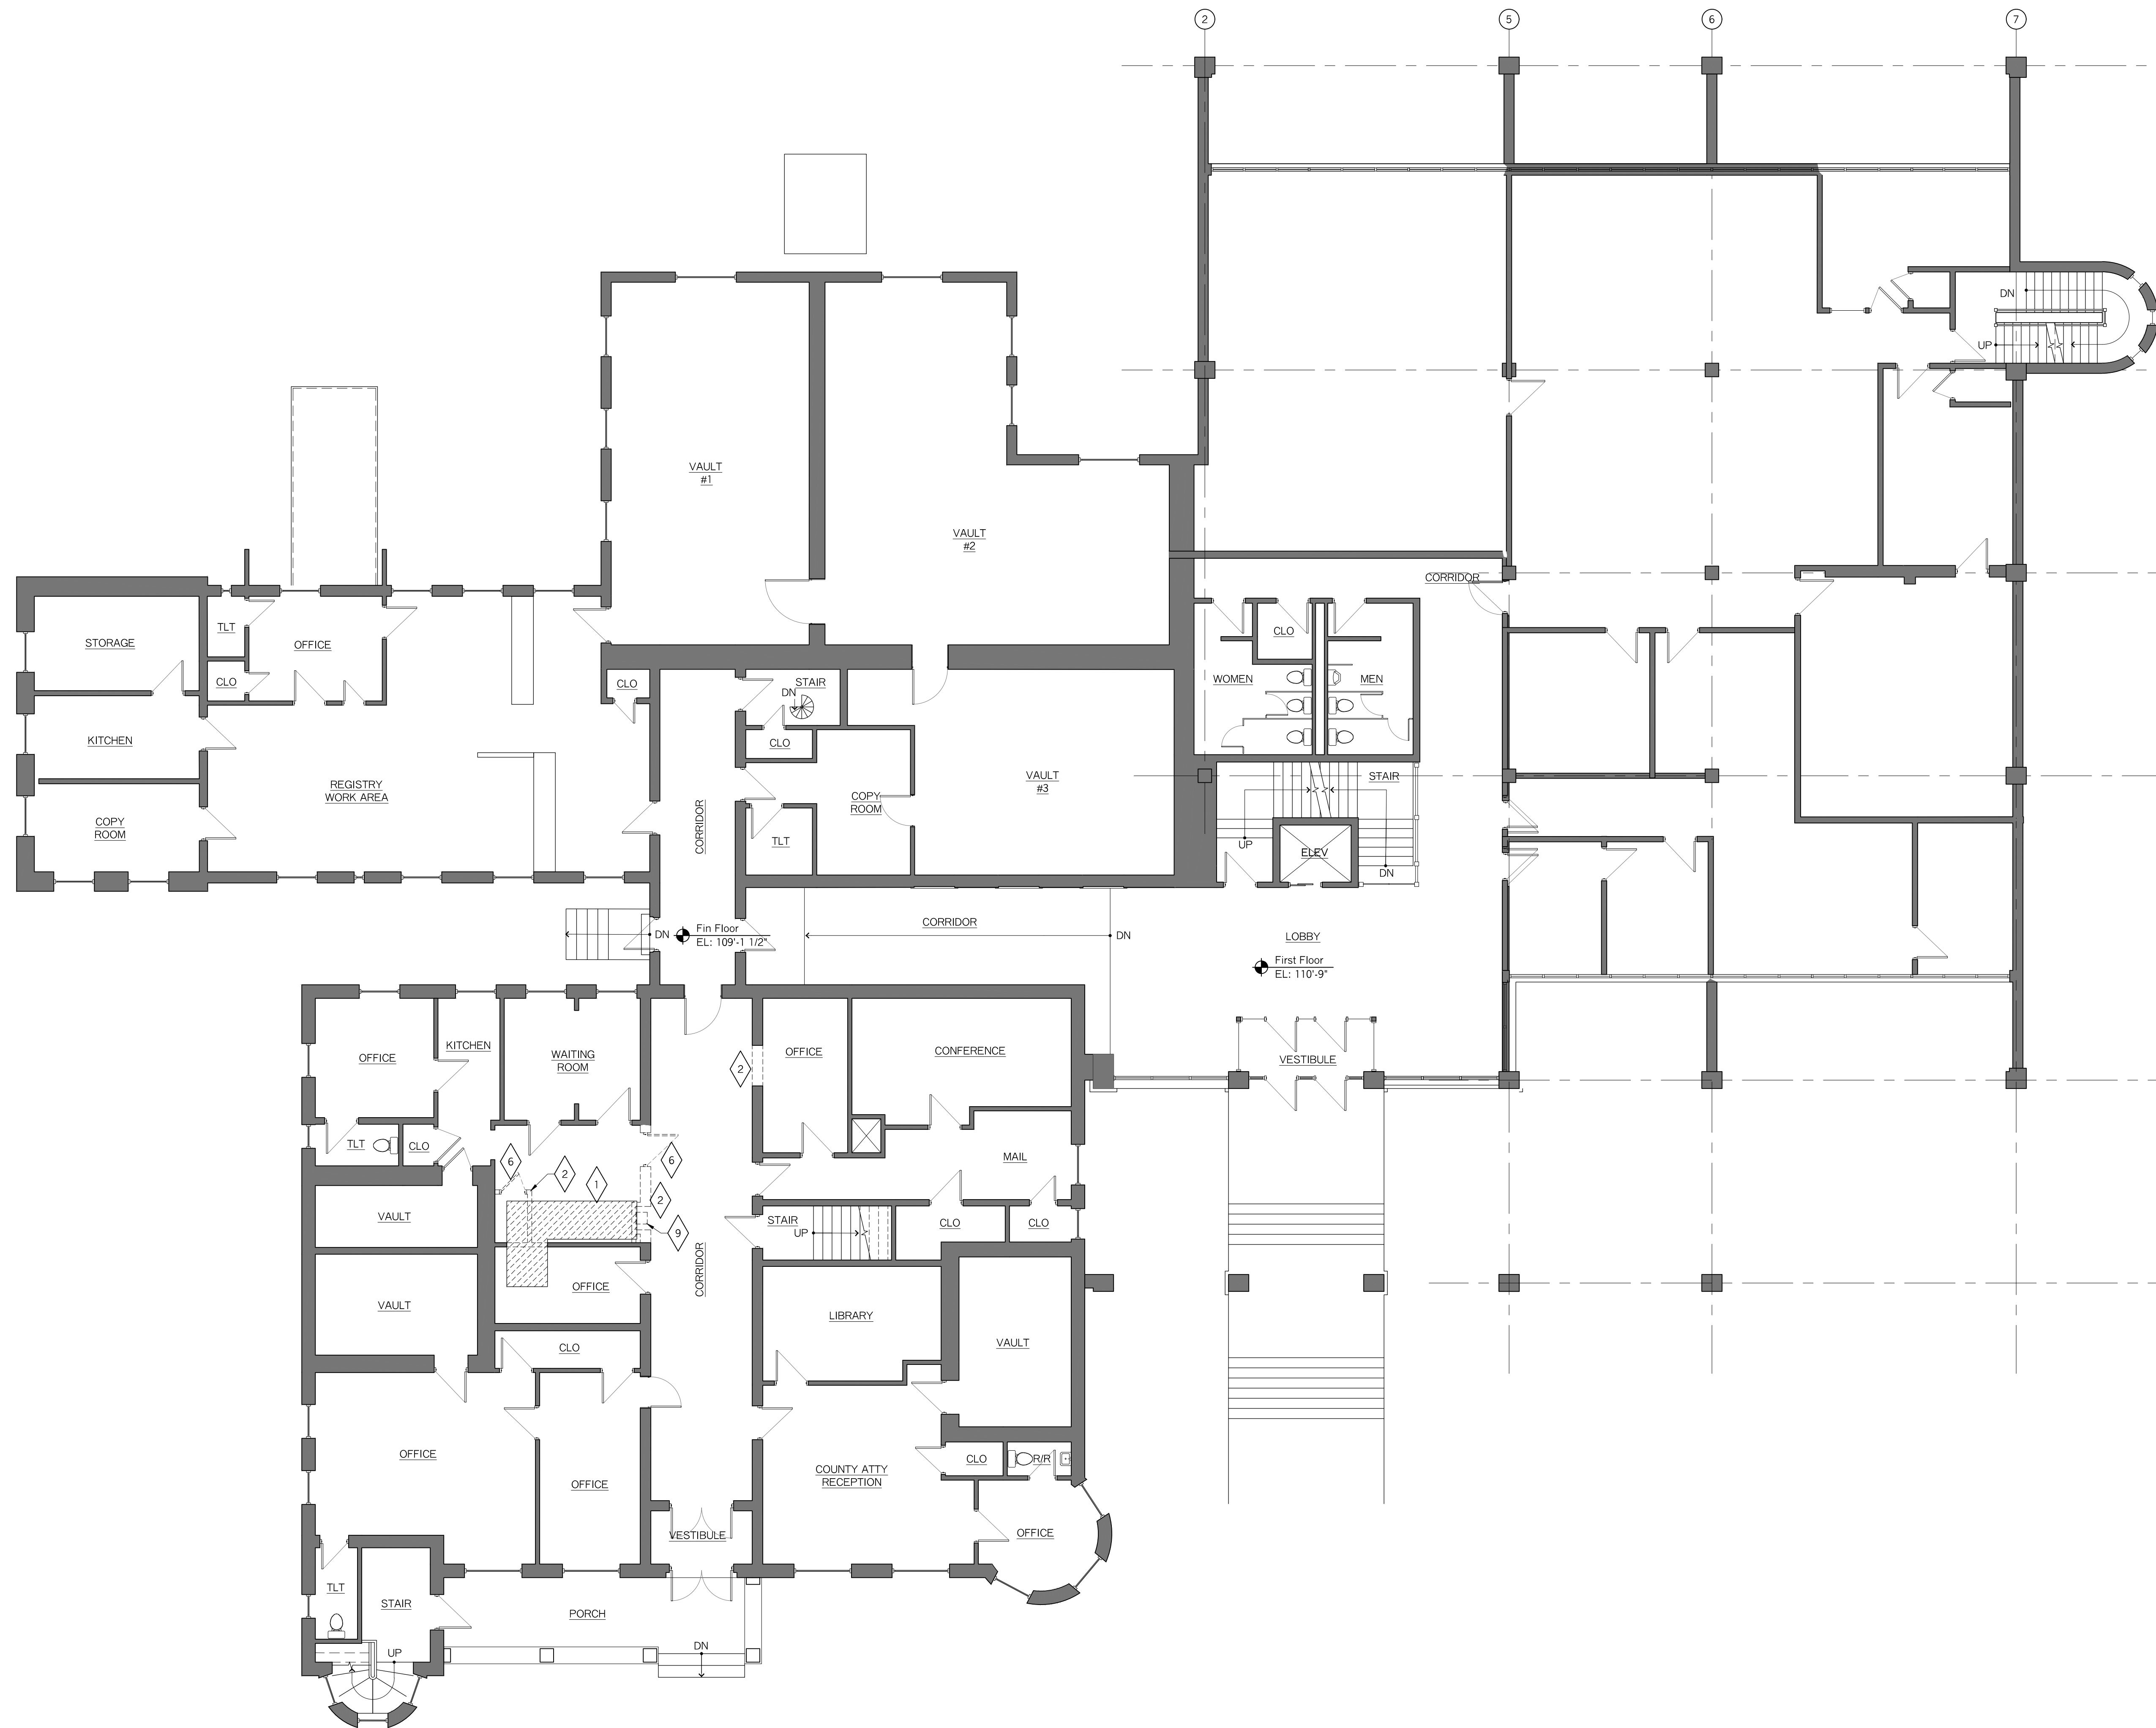 2
5
6
7
DN
UP
VAULT
#1
VAULT
#2
CORRIDOR
STORAGE
TLT
OFFICE
CLO
CLO
CLO
STAIR
DN
WOMEN
MEN
KITCHEN
CLO
REGISTRY
WORK AREA
COPY
ROOM
VAULT
#3
STAIR
COPY
ROOM
CORRIDOR
TLT
UP
ELEV
DN
CORRIDOR
DN
Fin Floor
EL: 109'-1 1/2"
DN
LOBBY
First Floor
EL: 110'-9"
OFFICE
KITCHEN
WAITING
ROOM
2
OFFICE
CONFERENCE
VESTIBULE
TLT
CLO
6
2
1
6
MAIL
2
9
VAULT
STAIR
UP
CLO
CLO
CORRIDOR
VAULT
OFFICE
LIBRARY
VAULT
CLO
OFFICE
OFFICE
COUNTY ATTY
RECEPTION
CLO
R/R
VESTIBULE
OFFICE
TLT
STAIR
PORCH
UP
DN